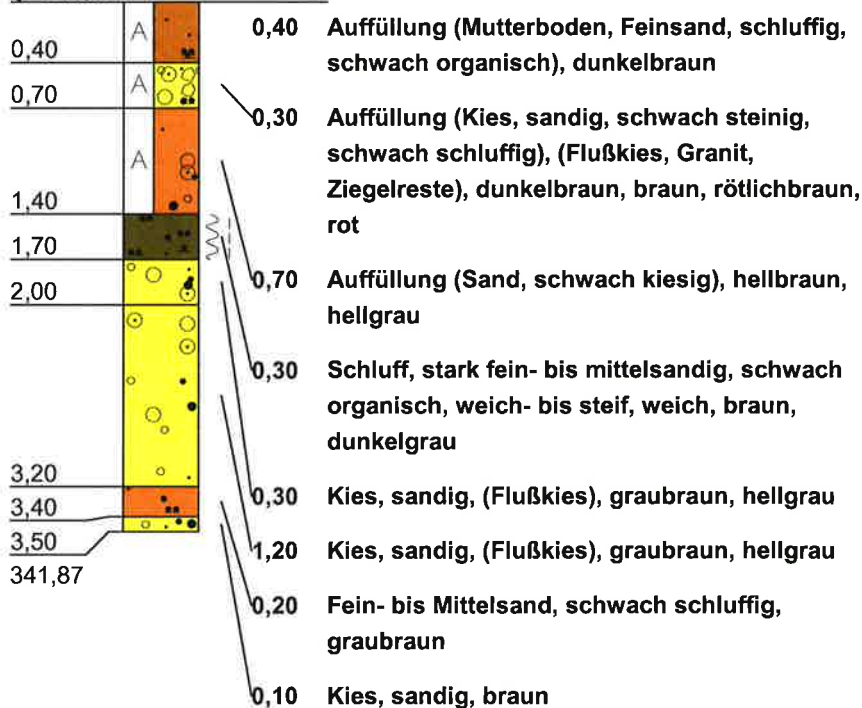 0,40 Auffüllung (Mutterboden, Feinsand, schluffig,
schwach organisch), dunkelbraun
0,30 Auffüllung (Kies, sandig, schwach steinig,
schwach schluffig), (Flußkies, Granit,
Ziegelreste), dunkelbraun, braun, rötlichbraun,
rot
0,70 Auffüllung (Sand, schwach kiesig), hellbraun,
hellgrau
0,30 Schluff, stark fein- bis mittelsandig, schwach
organisch, weich- bis steif, weich, braun,
dunkelgrau
0,30 Kies, sandig, (Flußkies), graubraun, hellgrau
1,20 Kies, sandig, (Flußkies), graubraun, hellgrau
0,20 Fein- bis Mittelsand, schwach schluffig,
graubraun
0,10 Kies, sandig, braun
A
0,40
A
0,70
A
1,40
1,70
2,00
3,20
3,40
3,50
341,87